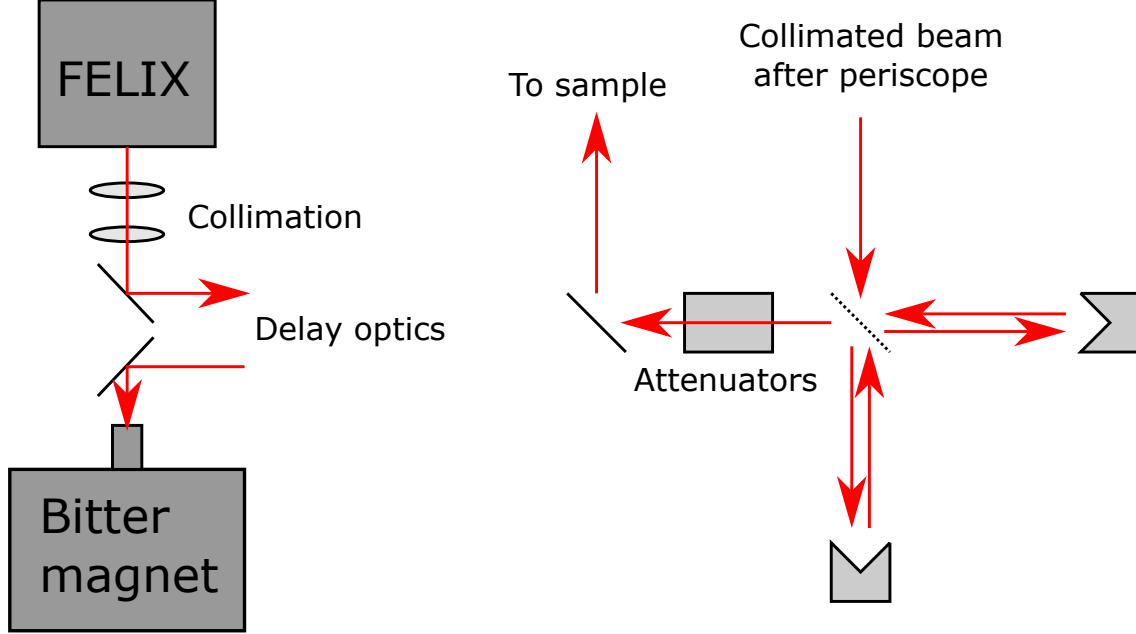 FELIX
Collimation
Delay optics
Bitter
magnet
Collimated beam
after periscope
To sample
Attenuators